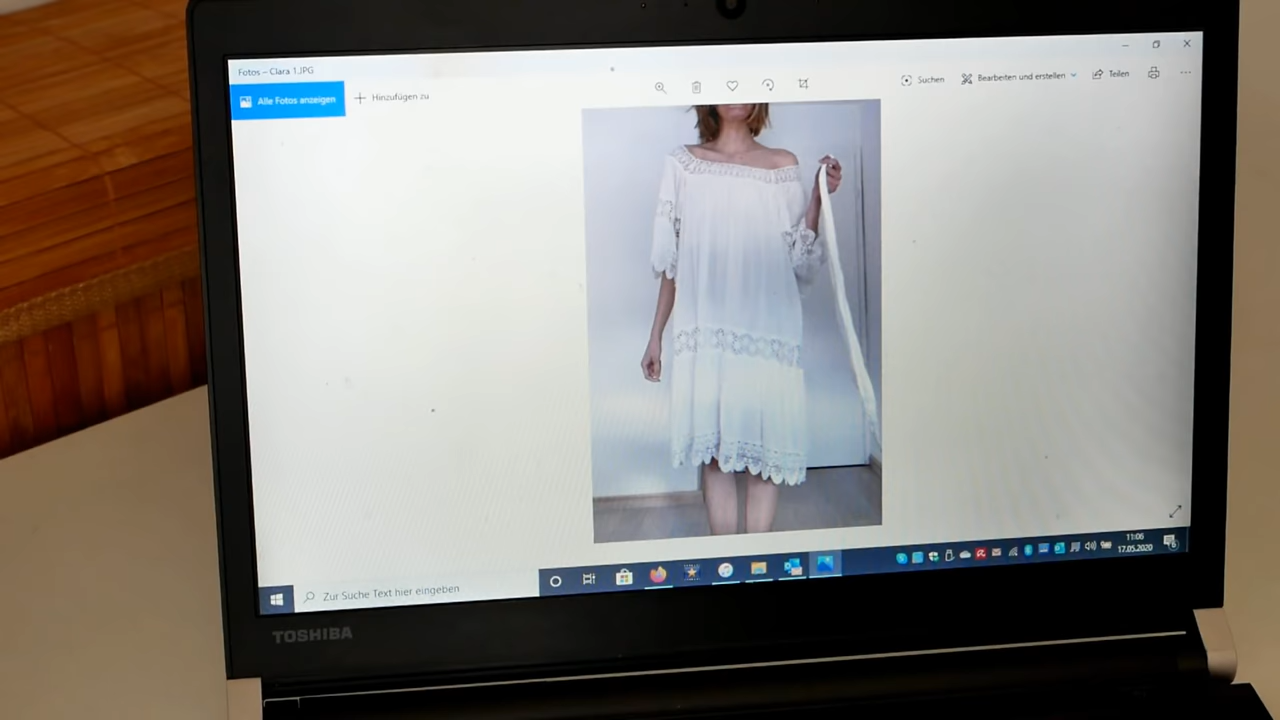 Fotos – Clara 1.JPG
Alle Fotos anzeigen
Hinzufügen zu
Suchen
Bearbeiten und erstellen
Teilen
Zur Suche Text hier eingeben
11:06
17.05.2020
TOSHIBA